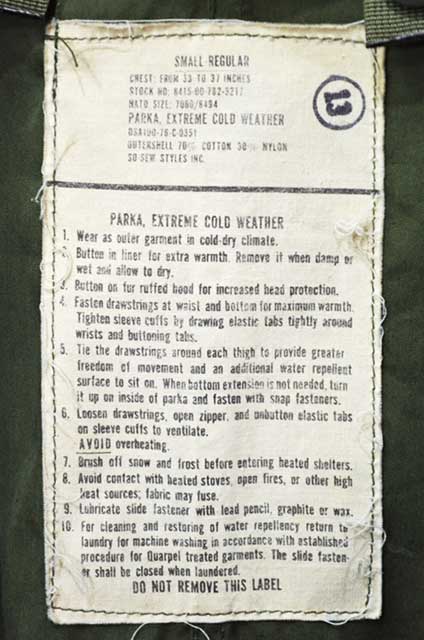 SMALL-REGULAR
CHEST: FROM 33 TO 37 INCHES
STOCK NO: 8415-00-782-3217
NATO SIZE: 7080/8494
PARKA, EXTREME COLD WEATHER
DSA100-76-C-0351
OUTERSHELL 70% COTTON 30% NYLON
SO SEW STYLES INC.
13
PARKA, EXTREME COLD WEATHER
1. Wear as outer garment in cold-dry climate.
2. Button in liner for extra warmth. Remove it when damp or
wet and allow to dry.
3. Button on fur ruffed hood for increased head protection.
4. Fasten drawstrings at waist and bottom for maximum warmth.
Tighten sleeve cuffs by drawing elastic tabs tightly around
wrists and buttoning tabs.
5. Tie the drawstrings around each thigh to provide greater
freedom of movement and an additional water repellent
surface to sit on. When bottom extension is not needed, turn
it up on inside of parka and fasten with snap fasteners.
6. Loosen drawstrings, open zipper, and unbutton elastic tabs
on sleeve cuffs to ventilate.
AVOID overheating.
7. Brush off snow and frost before entering heated shelters.
8. Avoid contact with heated stoves, open fires, or other high
heat sources; fabric may fuse.
9. Lubricate slide fastener with lead pencil, graphite or wax.
10. For cleaning and restoring of water repellency return to
laundry for machine washing in accordance with established
procedure for Quarpel treated garments. The slide fasten-
er shall be closed when laundered.
DO NOT REMOVE THIS LABEL